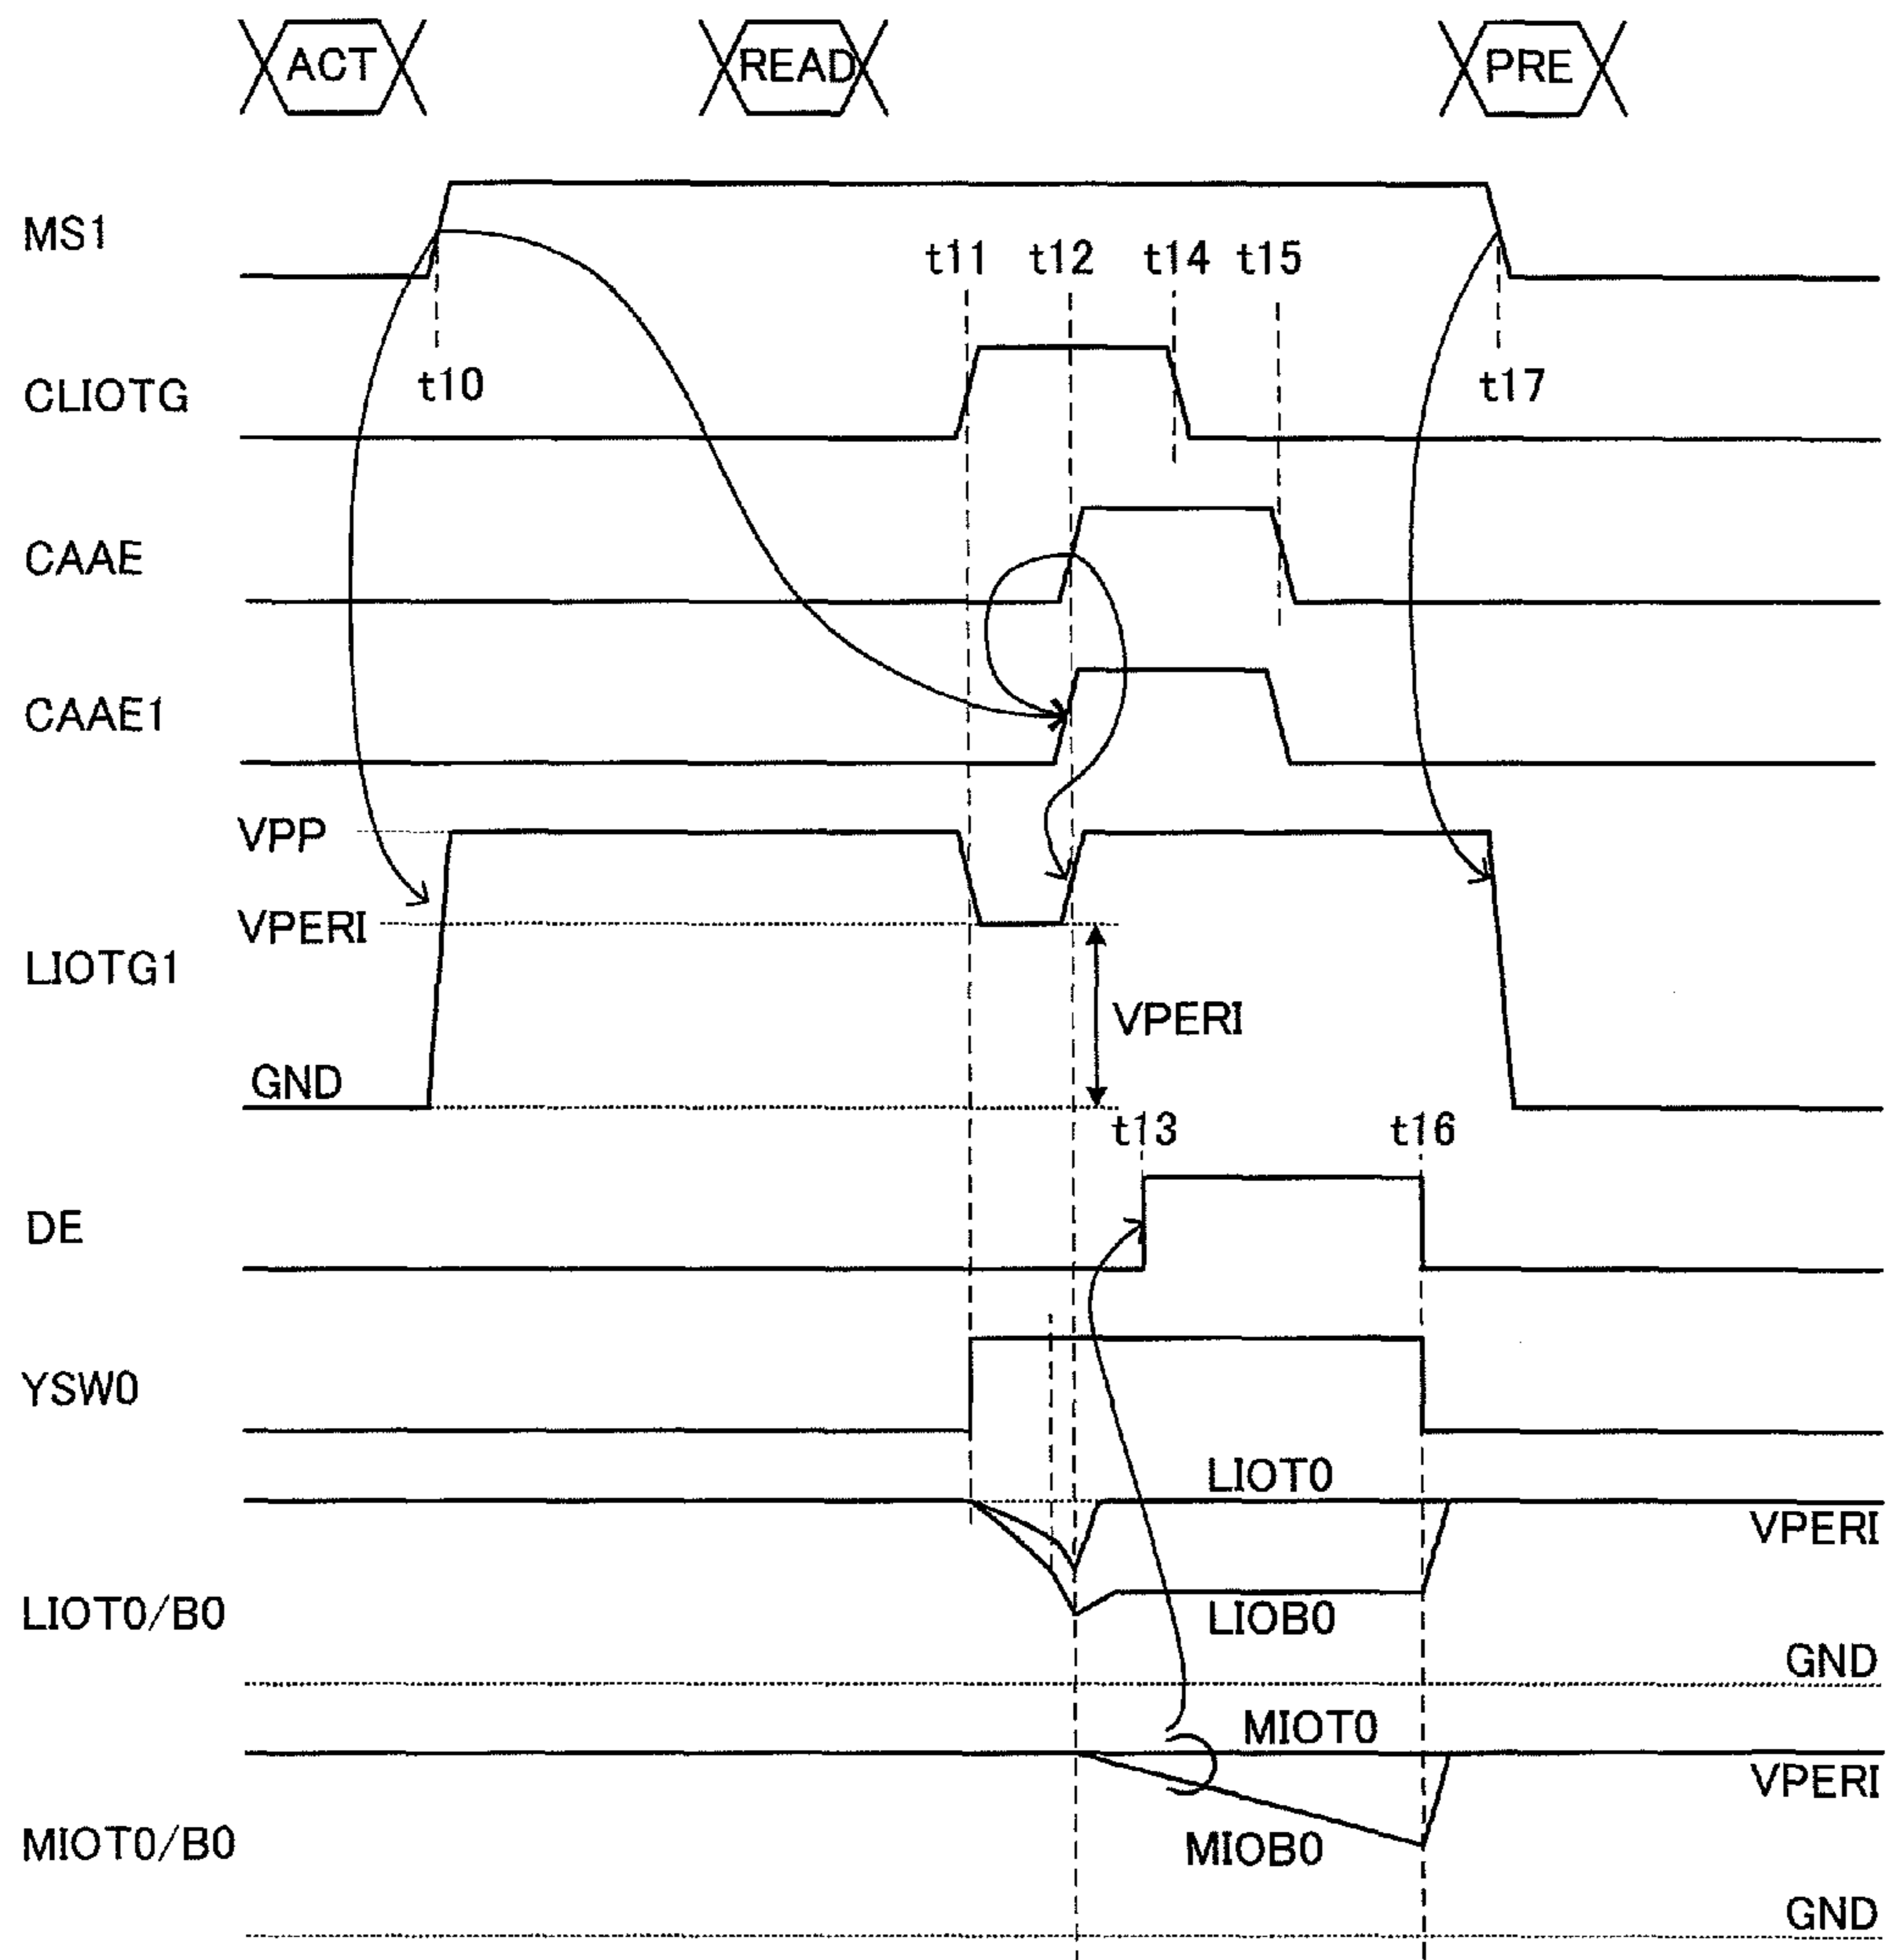 ACT READ PRE
MS1
t11 t12 t14 t15
t10 t17
CLIOTG
CAAE
CAAE1
VPP
VPERI
LIOTG1
VPERI
GND
t13 t16
DE
YSW0
LIOT0
VPERI
LIOT0/B0
LIOB0
GND
MIOT0
VPERI
MIOT0/B0
MIOB0
GND